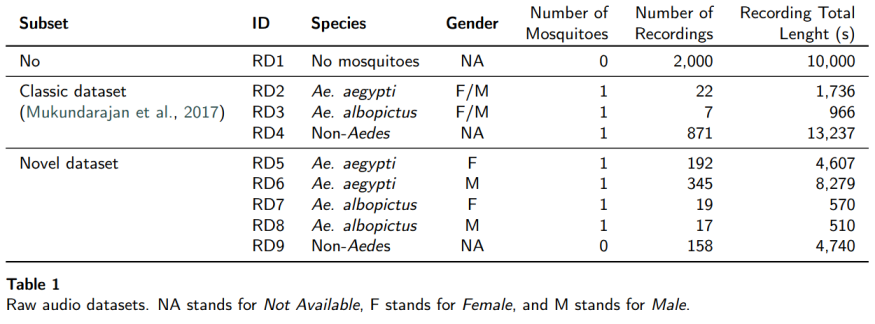 Subset ID Species Gender Number of Mosquitoes Number of Recordings Recording Total Lenght (s)
No RD1 No mosquitoes NA 0 2,000 10,000
Classic dataset RD2 Ae. aegypti F/M 1 22 1,736
(Mukundarajan et al., 2017) RD3 Ae. albopictus F/M 1 7 966
RD4 Non-Aedes NA 1 871 13,237
Novel dataset RD5 Ae. aegypti F 1 192 4,607
RD6 Ae. aegypti M 1 345 8,279
RD7 Ae. albopictus F 1 19 570
RD8 Ae. albopictus M 1 17 510
RD9 Non-Aedes NA 0 158 4,740
Table 1
Raw audio datasets. NA stands for Not Available, F stands for Female, and M stands for Male.